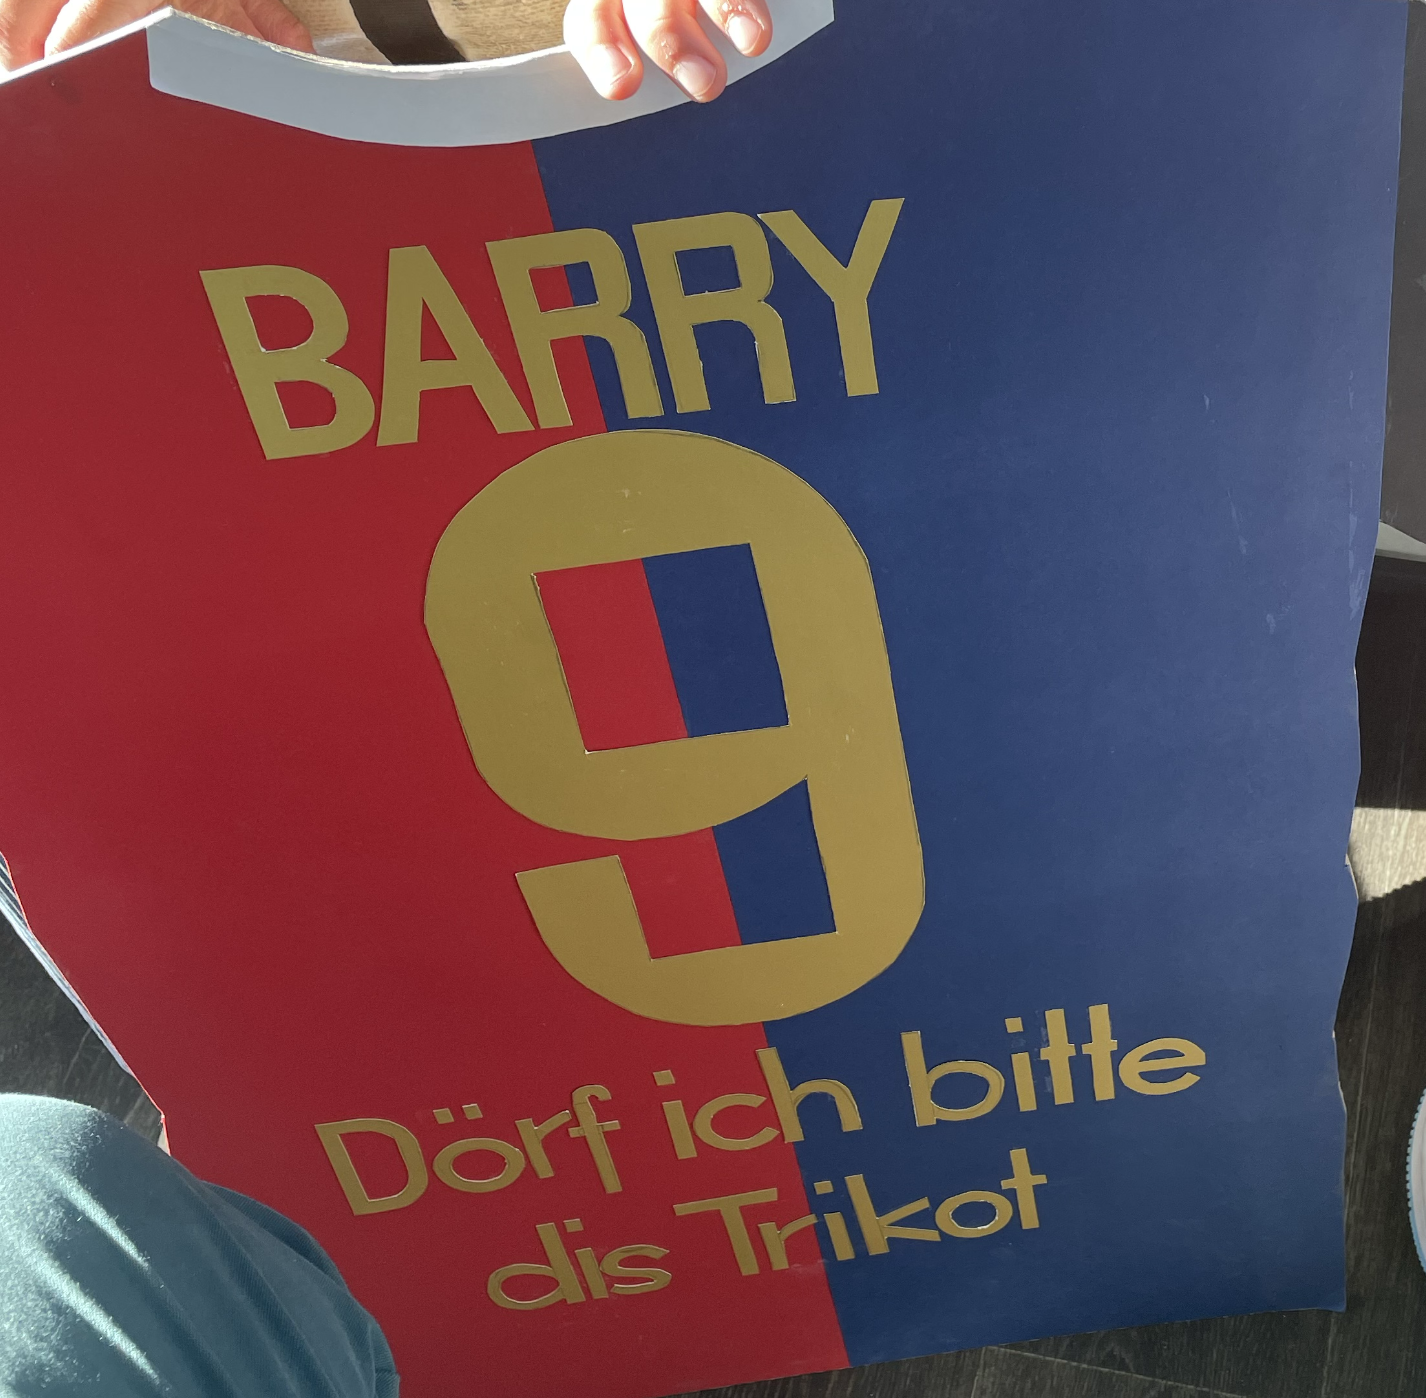 BARRY
9
Dörf ich bitte
dis Trikot